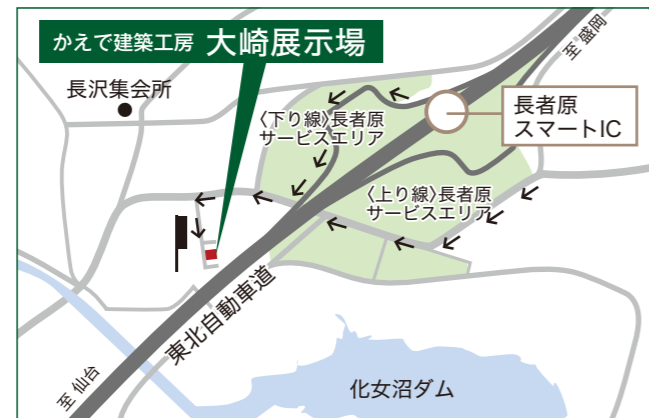 かえで建築工房 大崎展示場
至 盛岡
長沢集会所
長者原
スマートIC
〈下り線〉長者原
サービスエリア
〈上り線〉長者原
サービスエリア
東北自動車道
至 仙台
化女沼ダム